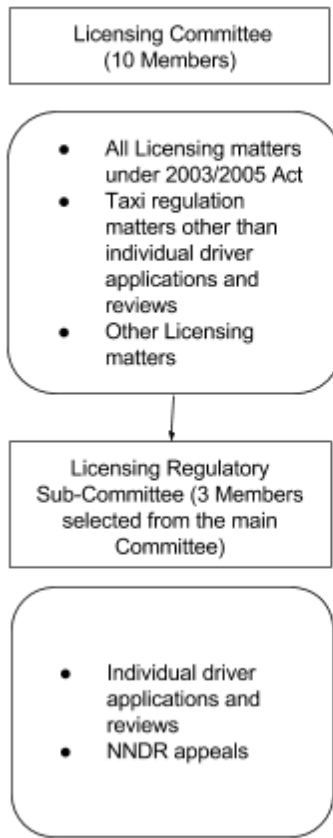 Licensing Committee
(10 Members)
● All Licensing matters
under 2003/2005 Act
● Taxi regulation
matters other than
individual driver
applications and
reviews
● Other Licensing
matters
Licensing Regulatory
Sub-Committee (3 Members
selected from the main
Committee)
● Individual driver
applications and
reviews
● NNDR appeals